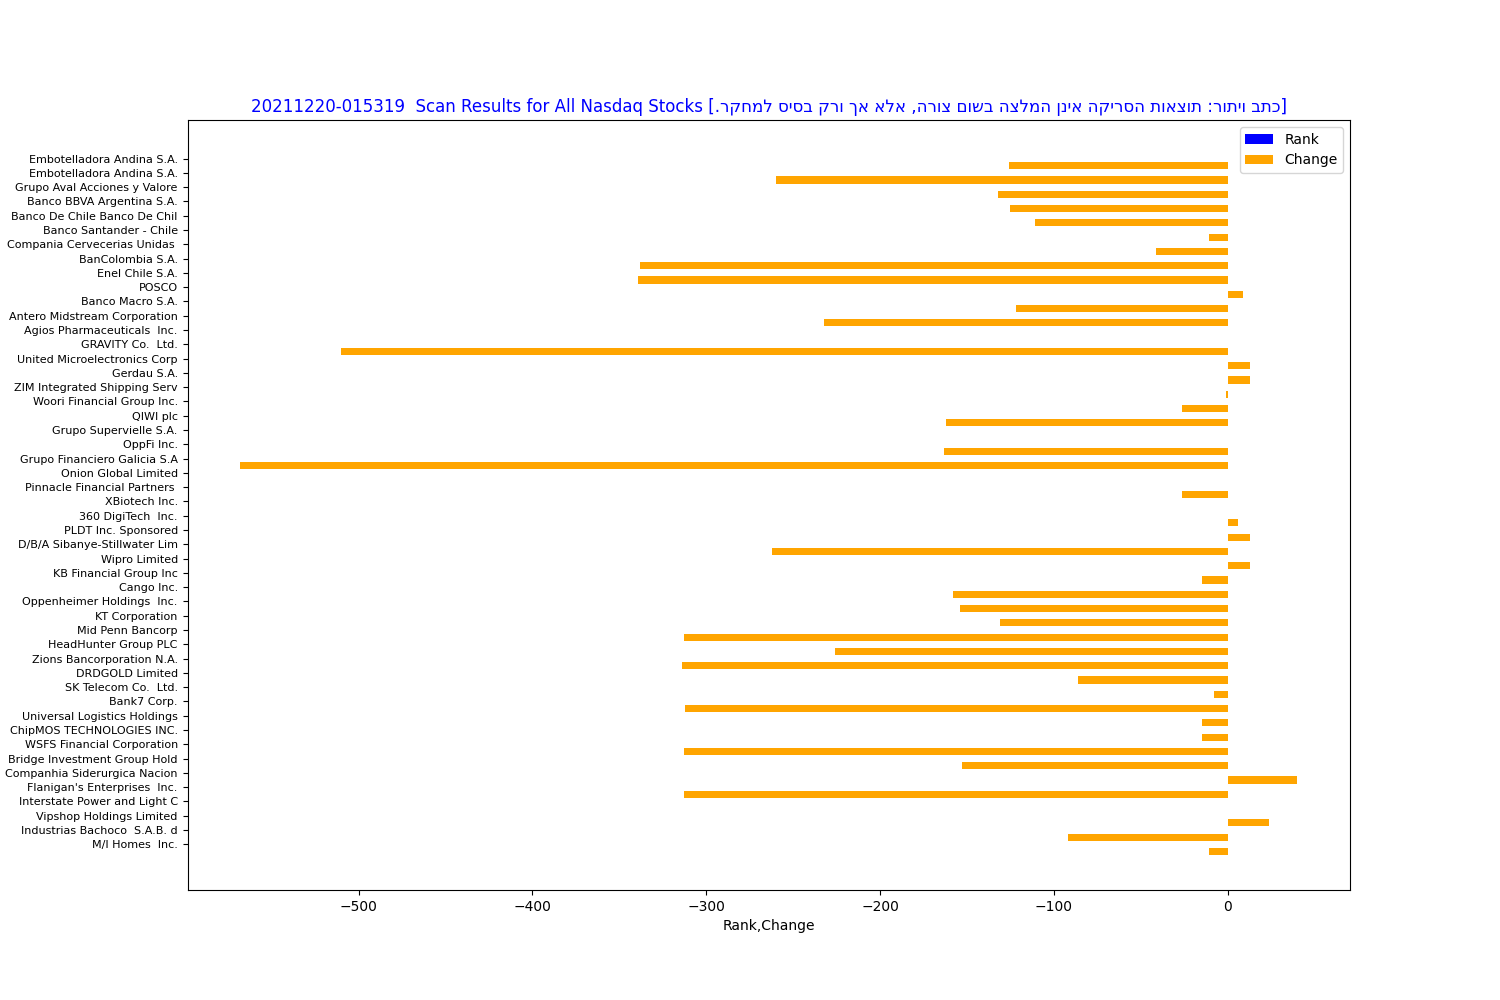 20211220-015319  Scan Results for All Nasdaq Stocks [כתב ויתור: תוצאות הסריקה אינן המלצה בשום צורה, אלא אך ורק בסיס למחקר.]
Rank
Change
Embotelladora Andina S.A.
Embotelladora Andina S.A.
Grupo Aval Acciones y Valore
Banco BBVA Argentina S.A.
Banco De Chile Banco De Chil
Banco Santander - Chile
Compania Cervecerias Unidas
BanColombia S.A.
Enel Chile S.A.
POSCO
Banco Macro S.A.
Antero Midstream Corporation
Agios Pharmaceuticals  Inc.
GRAVITY Co.  Ltd.
United Microelectronics Corp
Gerdau S.A.
ZIM Integrated Shipping Serv
Woori Financial Group Inc.
QIWI plc
Grupo Supervielle S.A.
OppFi Inc.
Grupo Financiero Galicia S.A
Onion Global Limited
Pinnacle Financial Partners
XBiotech Inc.
360 DigiTech  Inc.
PLDT Inc. Sponsored
D/B/A Sibanye-Stillwater Lim
Wipro Limited
KB Financial Group Inc
Cango Inc.
Oppenheimer Holdings  Inc.
KT Corporation
Mid Penn Bancorp
HeadHunter Group PLC
Zions Bancorporation N.A.
DRDGOLD Limited
SK Telecom Co.  Ltd.
Bank7 Corp.
Universal Logistics Holdings
ChipMOS TECHNOLOGIES INC.
WSFS Financial Corporation
Bridge Investment Group Hold
Companhia Siderurgica Nacion
Flanigan's Enterprises  Inc.
Interstate Power and Light C
Vipshop Holdings Limited
Industrias Bachoco  S.A.B. d
M/I Homes  Inc.
−500 −400 −300 −200 −100 0
Rank,Change